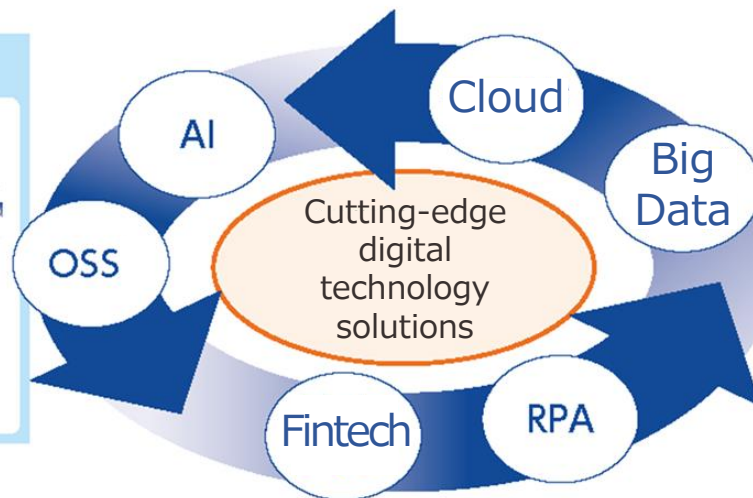 Cloud
AI
Big
Data
Cutting-edge
digital
technology
solutions
OSS
Fintech
RPA